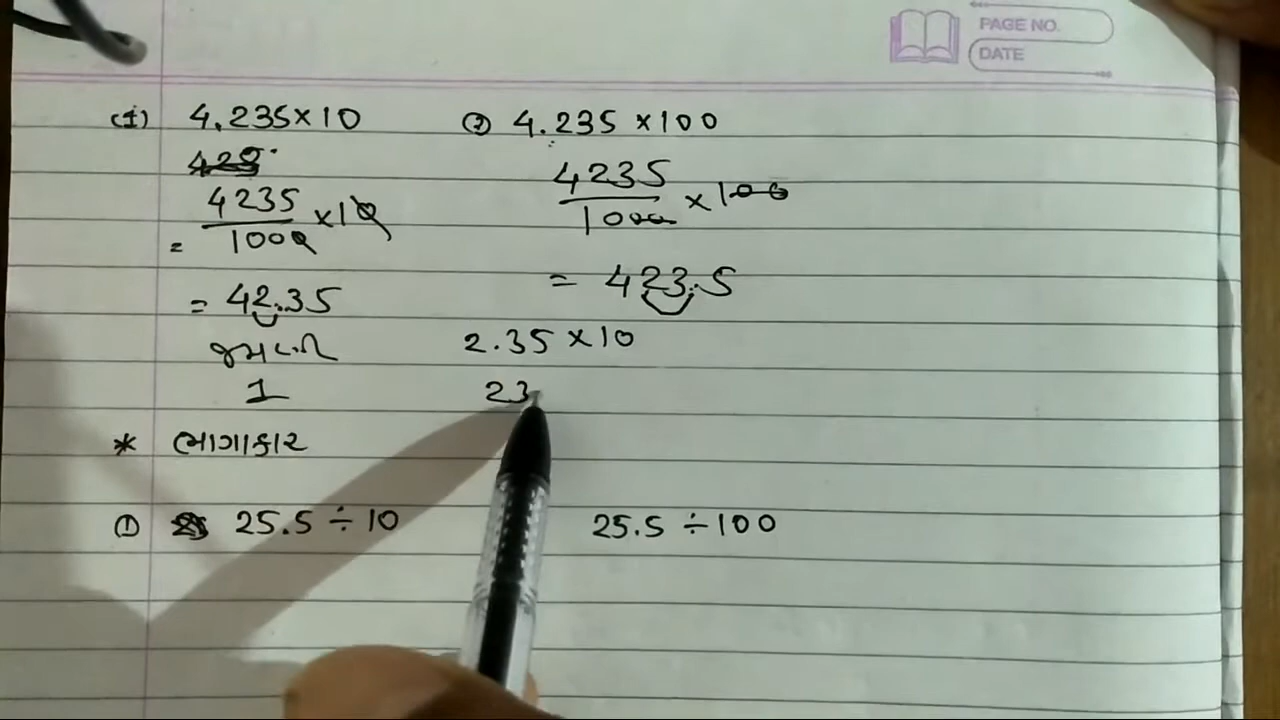 PAGE NO.
DATE
(1) 4.235×10
4235/1000 ×10
= 42.35
જમણી
1
② 4.235 ×100
4235/1000 ×100
= 423.5
2.35 ×10
23
* ભાગાકાર
① 25.5 ÷ 10 25.5 ÷ 100